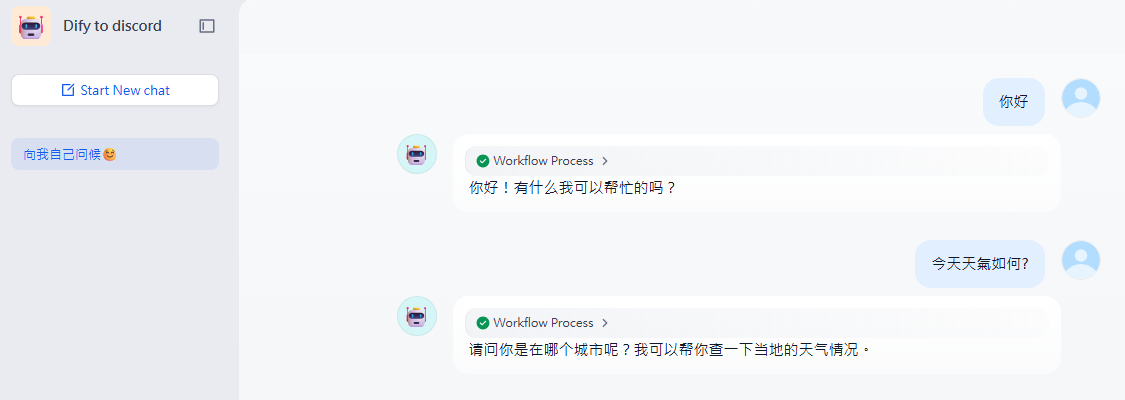 Dify to discord
Start New chat
向我自己问候😊
你好
Workflow Process
你好！有什么我可以帮忙的吗？
今天天氣如何?
Workflow Process
请问你是在哪个城市呢？我可以帮你查一下当地的天气情况。